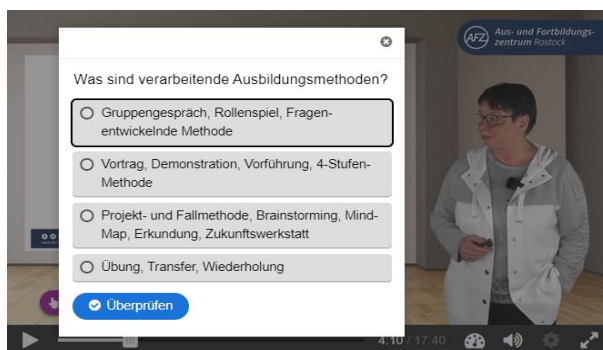 AFZ
Aus- und Fortbildungs-
zentrum Rostock
Was sind verarbeitende Ausbildungsmethoden?
Gruppengespräch, Rollenspiel, Fragen-
entwickelnde Methode
Vortrag, Demonstration, Vorführung, 4-Stufen-
Methode
Projekt- und Fallmethode, Brainstorming, Mind-
Map, Erkundung, Zukunftswerkstatt
Übung, Transfer, Wiederholung
Überprüfen
4:10 / 17:40